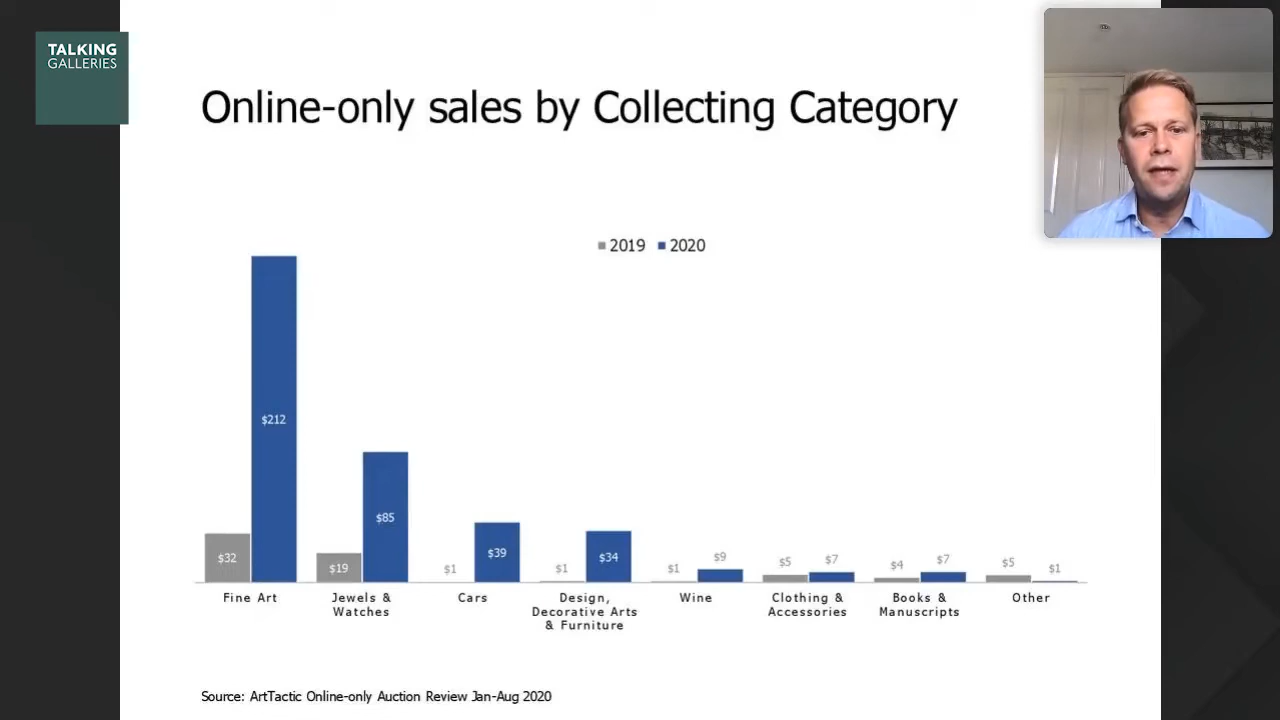 TALKING
GALLERIES
Online-only sales by Collecting Category
2019 2020
$212
$85
$32
$19
$1
$39
$1
$34
$1
$9
$5
$7
$4
$7
$5
$1
Fine Art
Jewels &
Watches
Cars
Design,
Decorative Arts
& Furniture
Wine
Clothing &
Accessories
Books &
Manuscripts
Other
Source: ArtTactic Online-only Auction Review Jan-Aug 2020